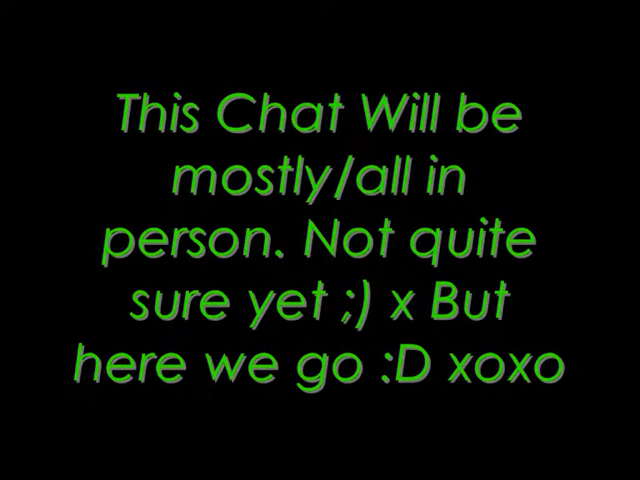 This Chat Will be
mostly/all in
person. Not quite
sure yet ;) x But
here we go :D xoxo